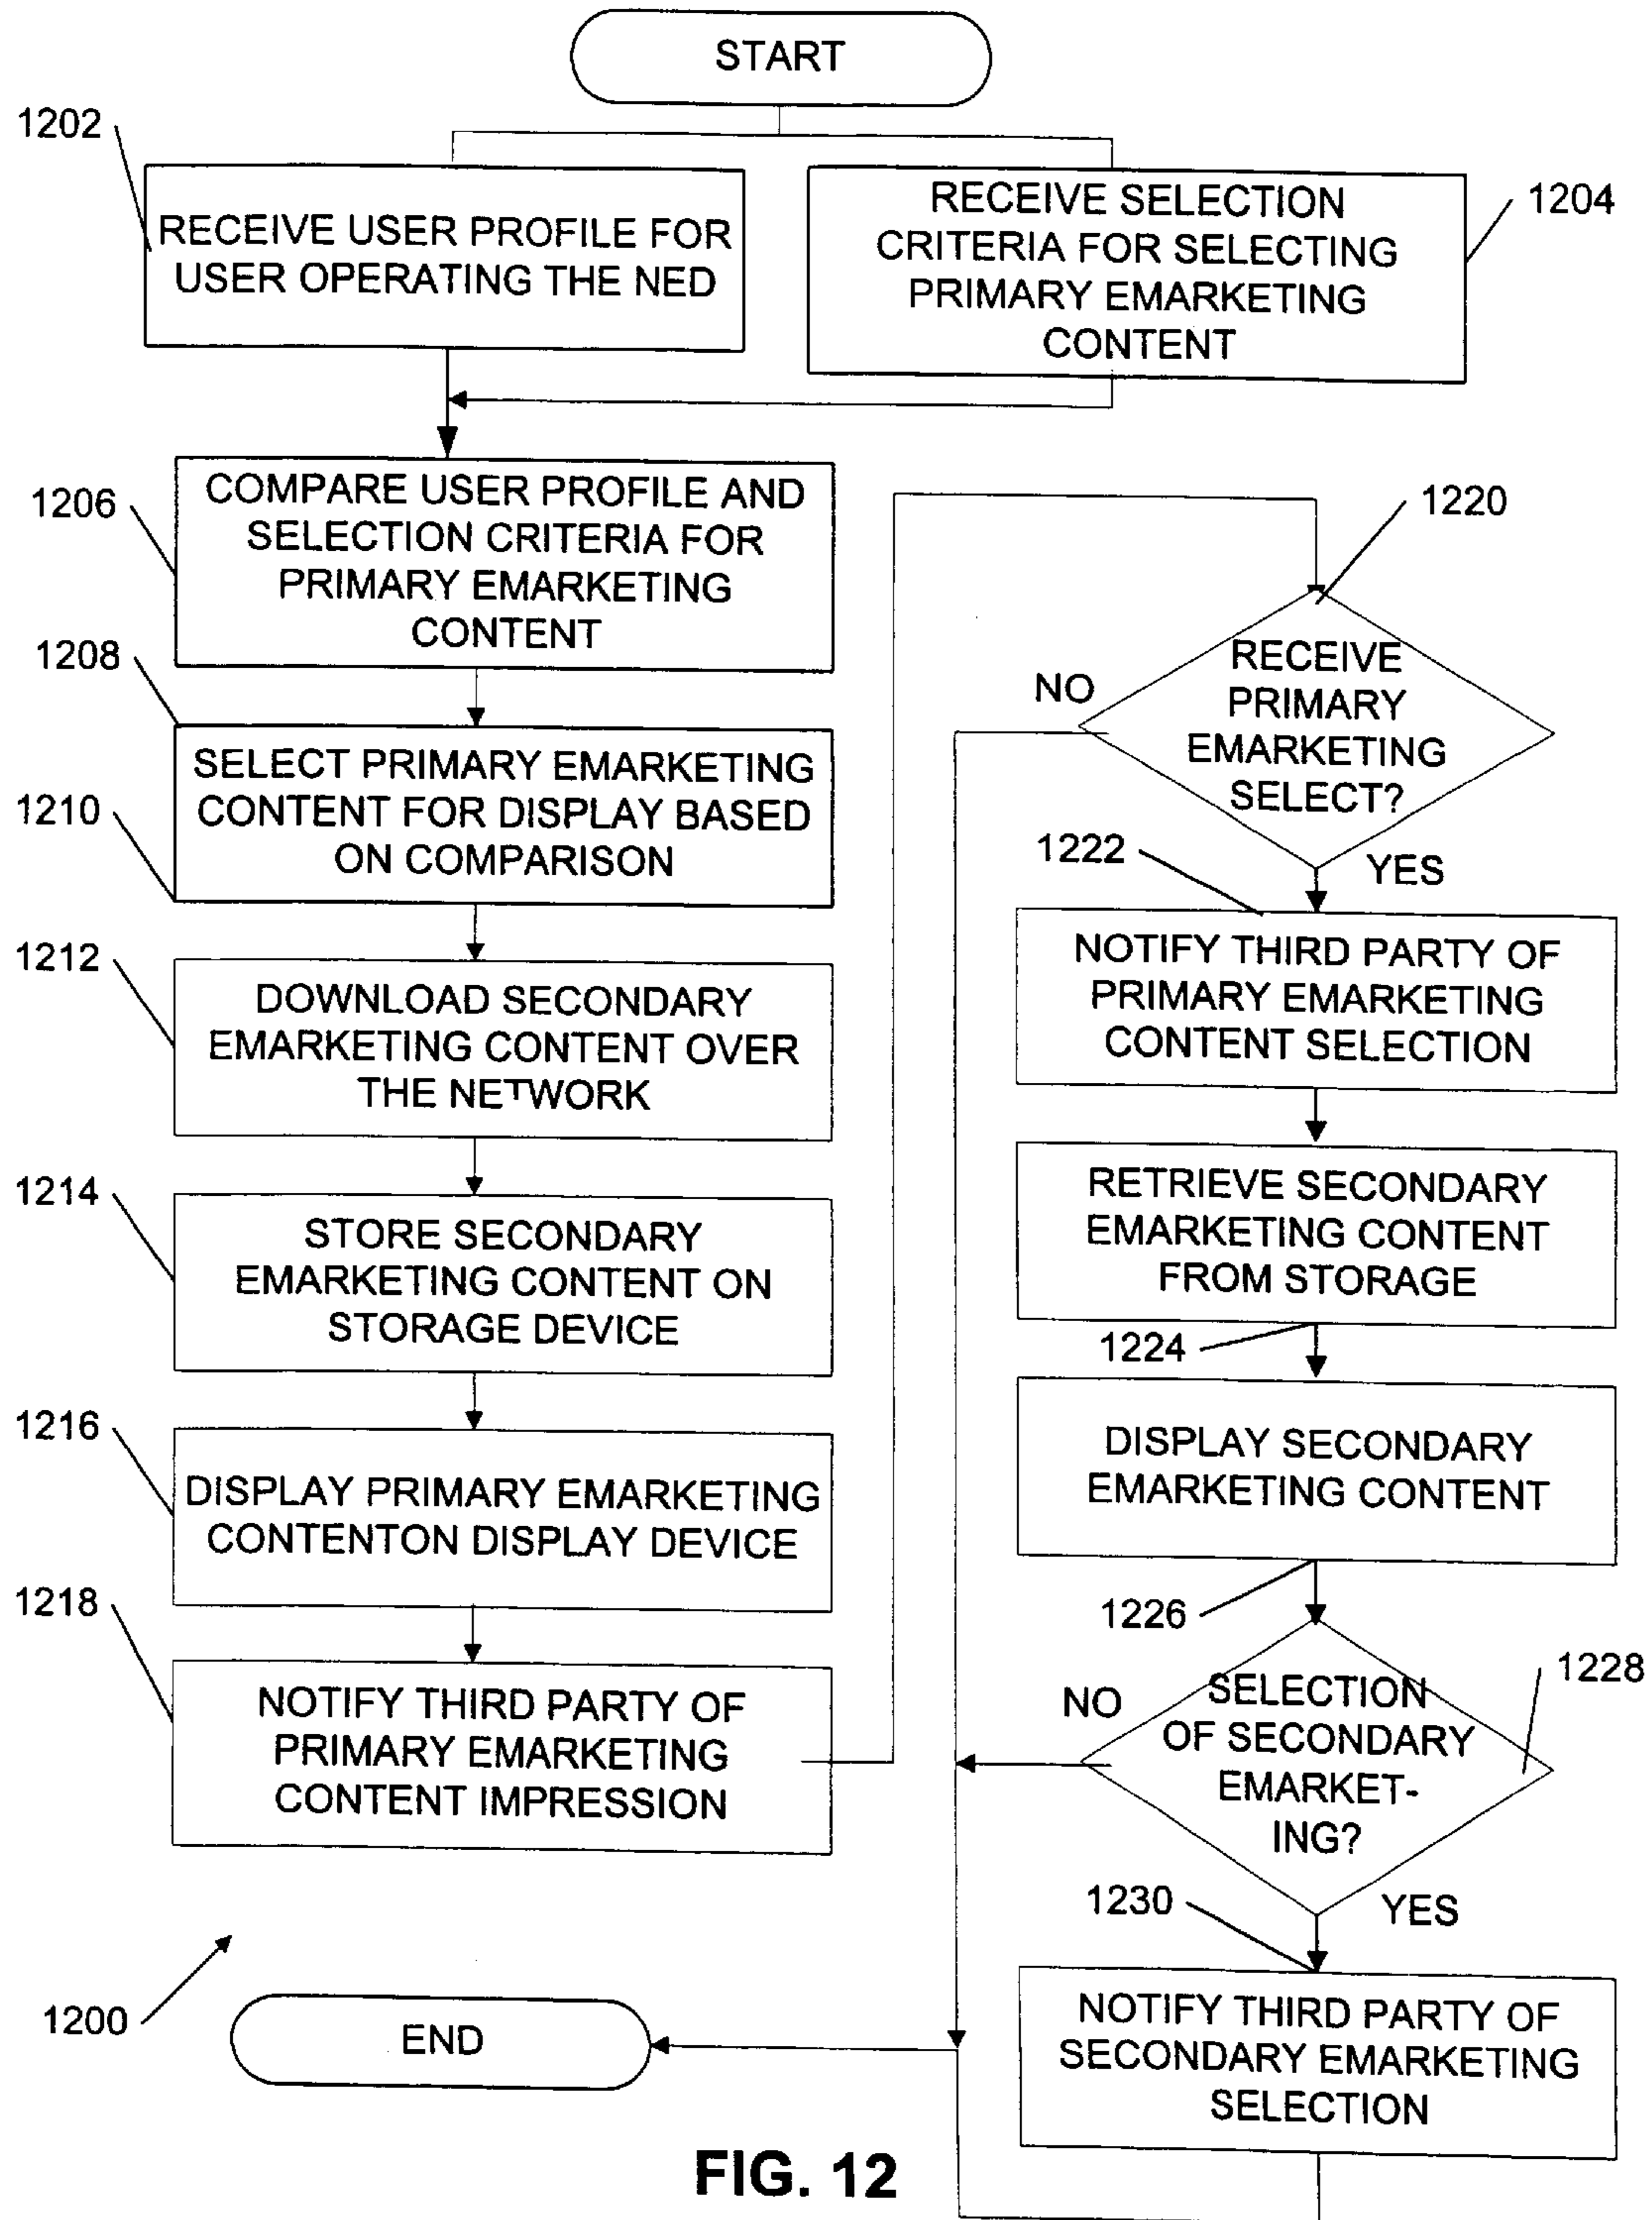 START
1202
RECEIVE USER PROFILE FOR
USER OPERATING THE NED
RECEIVE SELECTION
CRITERIA FOR SELECTING
PRIMARY EMARKETING
CONTENT
1204
1206
COMPARE USER PROFILE AND
SELECTION CRITERIA FOR
PRIMARY EMARKETING
CONTENT
1208
1210
SELECT PRIMARY EMARKETING
CONTENT FOR DISPLAY BASED
ON COMPARISON
1212
DOWNLOAD SECONDARY
EMARKETING CONTENT OVER
THE NETWORK
1214
STORE SECONDARY
EMARKETING CONTENT ON
STORAGE DEVICE
1216
DISPLAY PRIMARY EMARKETING
CONTENTON DISPLAY DEVICE
1218
NOTIFY THIRD PARTY OF
PRIMARY EMARKETING
CONTENT IMPRESSION
1220
RECEIVE
PRIMARY
EMARKETING
SELECT?
NO
YES
1222
NOTIFY THIRD PARTY OF
PRIMARY EMARKETING
CONTENT SELECTION
RETRIEVE SECONDARY
EMARKETING CONTENT
FROM STORAGE
1224
DISPLAY SECONDARY
EMARKETING CONTENT
1226
1228
SELECTION
OF SECONDARY
EMARKET-
ING?
NO
YES
1230
NOTIFY THIRD PARTY OF
SECONDARY EMARKETING
SELECTION
1200
END
FIG. 12